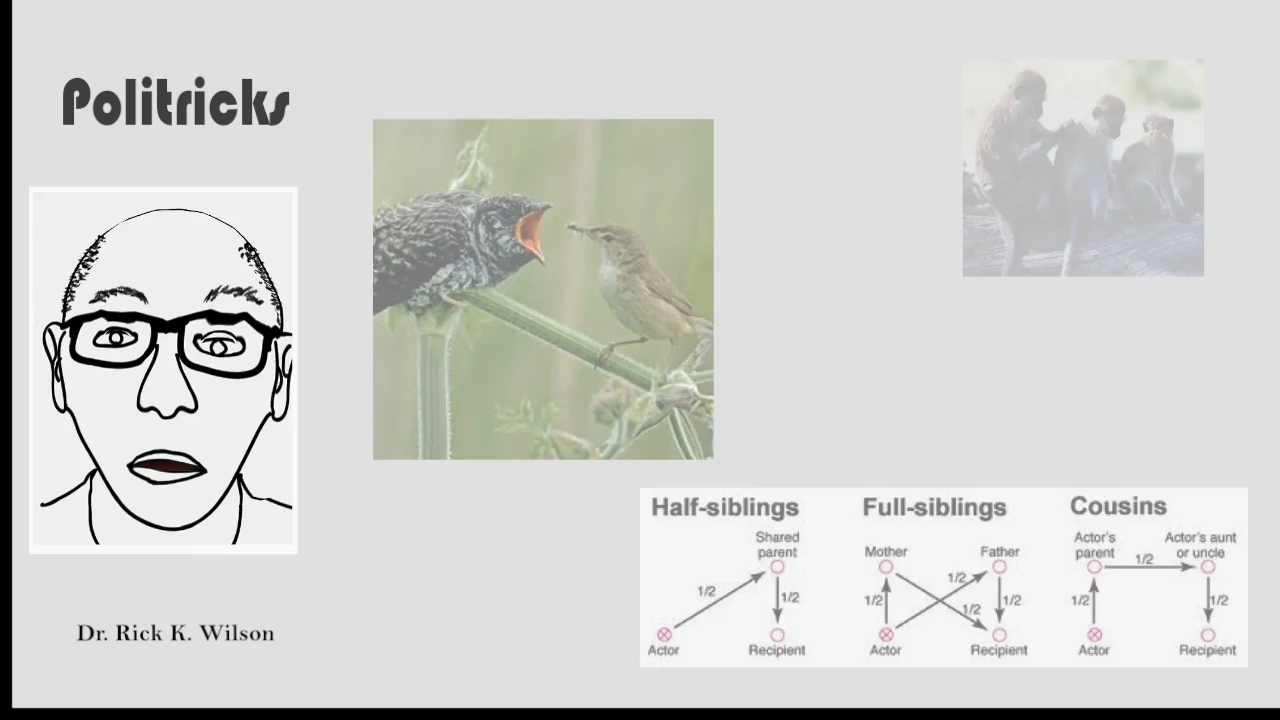 Politricks
Dr. Rick K. Wilson
Half-siblings
Shared
parent
1/2
1/2
Actor
Recipient
Full-siblings
Mother
Father
1/2
1/2
1/2
1/2
Actor
Recipient
Cousins
Actor's
parent
Actor's aunt
or uncle
1/2
1/2
1/2
Actor
Recipient